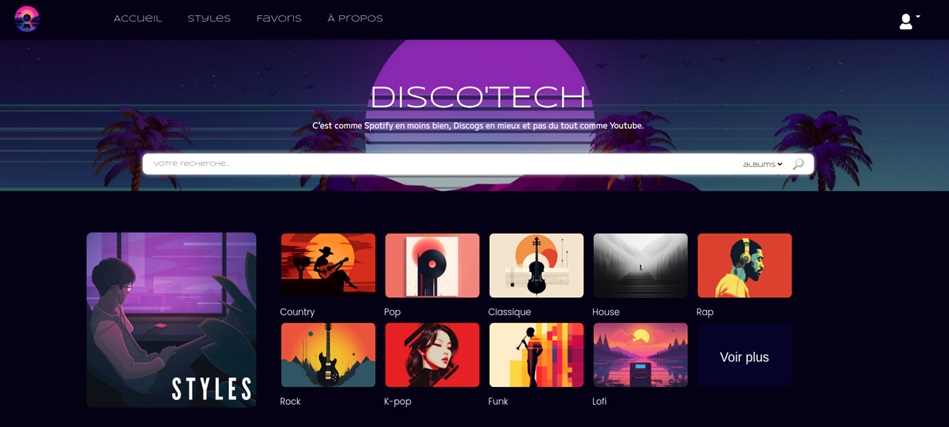 ACCUEIL STYLES FAVORIS À PROPOS
DISCO'TECH
C'est comme Spotify en moins bien, Discogs en mieux et pas du tout comme Youtube.
Votre recherche... albums
STYLES
Country Pop Classique House Rap
Voir plus
Rock K-pop Funk Lofi